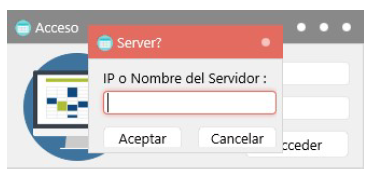 Acceso
Server?
IP o Nombre del Servidor :
Aceptar
Cancelar
cceder